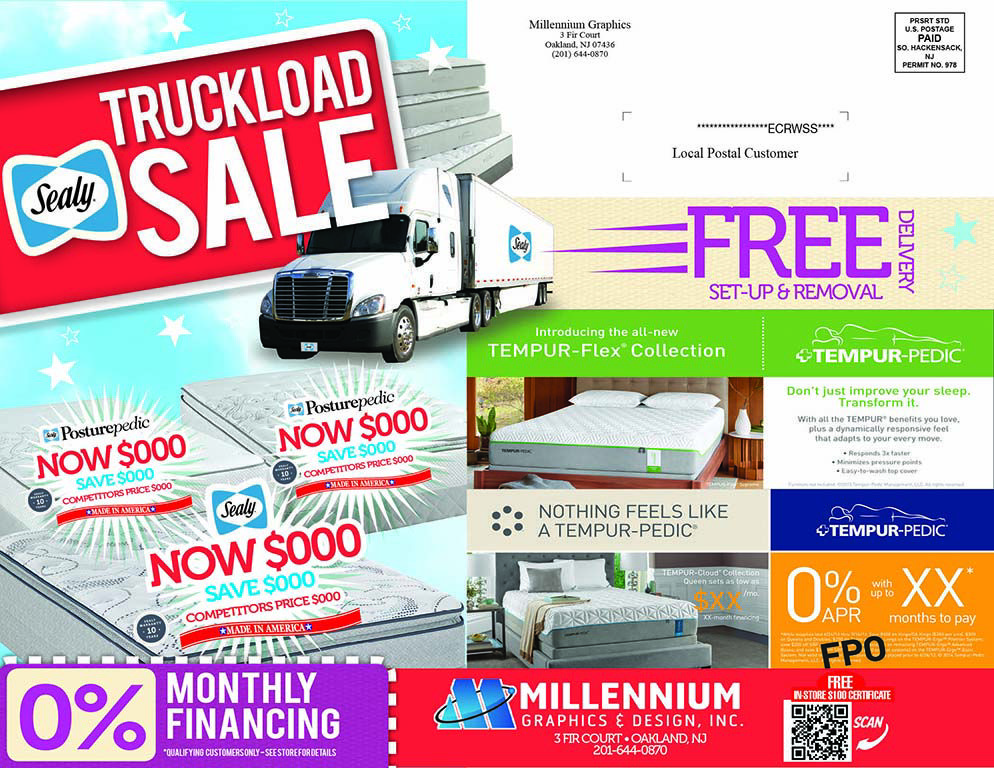 Millennium Graphics
3 Fir Court
Oakland, NJ 07436
(201) 644-0870
PRSRT STD
U.S. POSTAGE
PAID
SO. HACKENSACK,
NJ
PERMIT NO. 978
*****************ECRWSS****
Local Postal Customer
TRUCKLOAD
SALE
Sealy
Sealy
FREE
DELIVERY
SET-UP & REMOVAL
Introducing the all-new
TEMPUR-Flex® Collection
TEMPUR-PEDIC
Don't just improve your sleep.
Transform it.
With all the TEMPUR® benefits you love,
plus a dynamically responsive feel
that adapts to your every move.
• Responds 3x faster
• Minimizes pressure points
• Easy-to-wash top cover
TEMPUR-PEDIC
Sealy Posturepedic
NOW $000
SAVE $000
COMPETITORS PRICE $000
★MADE IN AMERICA★
10
Sealy Posturepedic
NOW $000
SAVE $000
COMPETITORS PRICE $000
★MADE IN AMERICA★
10
Sealy
NOW $000
SAVE $000
COMPETITORS PRICE $000
★MADE IN AMERICA★
10
NOTHING FEELS LIKE
A TEMPUR-PEDIC®
TEMPUR-PEDIC
TEMPUR-Cloud® Collection
Queen sets as low as
$XX/mo.
XX-month financing
0%
APR
with
up to
XX*
months to pay
FPO
0%
MONTHLY
FINANCING
*QUALIFYING CUSTOMERS ONLY – SEE STORE FOR DETAILS
MILLENNIUM
GRAPHICS & DESIGN, INC.
3 FIR COURT • OAKLAND, NJ
201-644-0870
FREE
IN-STORE $100 CERTIFICATE
SCAN